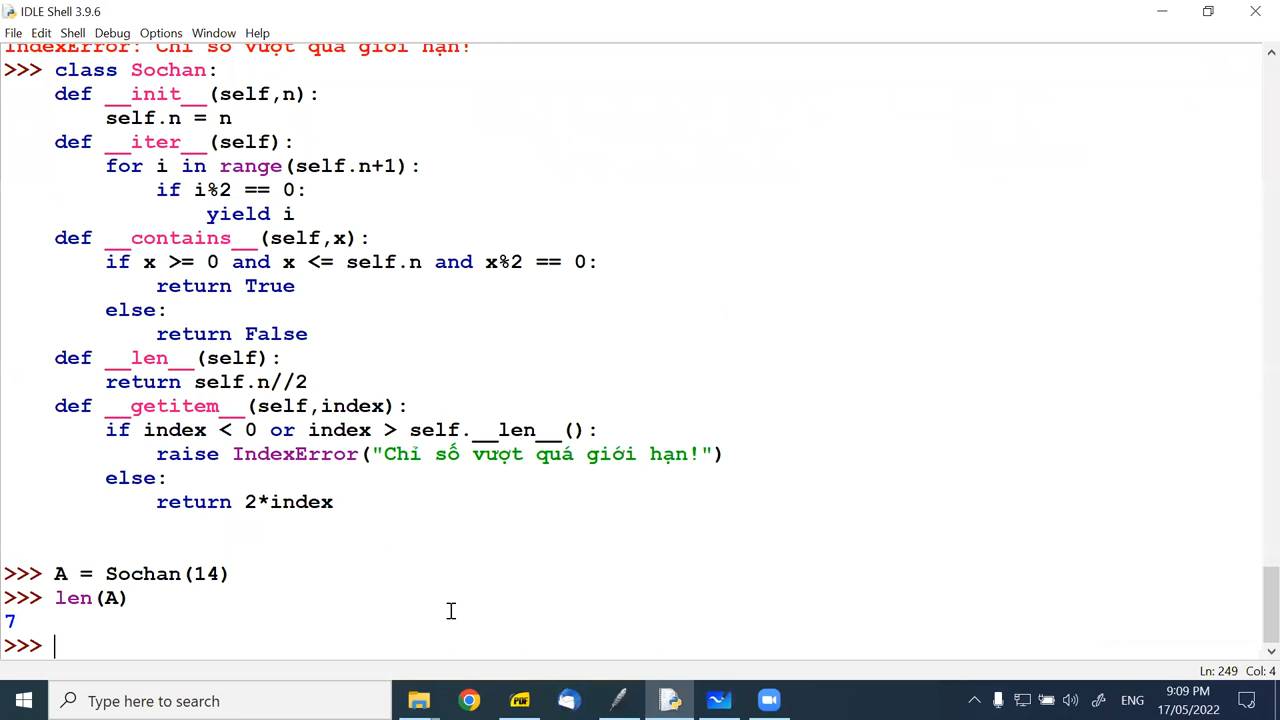 IDLE Shell 3.9.6
File Edit Shell Debug Options Window Help
IndexError: Chỉ số vượt quá giới hạn!
>>> class Sochan:
    def __init__(self,n):
        self.n = n
    def __iter__(self):
        for i in range(self.n+1):
            if i%2 == 0:
                yield i
    def __contains__(self,x):
        if x >= 0 and x <= self.n and x%2 == 0:
            return True
        else:
            return False
    def __len__(self):
        return self.n//2
    def __getitem__(self,index):
        if index < 0 or index > self.__len__():
            raise IndexError("Chỉ số vượt quá giới hạn!")
        else:
            return 2*index
>>> A = Sochan(14)
>>> len(A)
7
>>>
Ln: 249 Col: 4
Type here to search
PDF
ENG
9:09 PM
17/05/2022